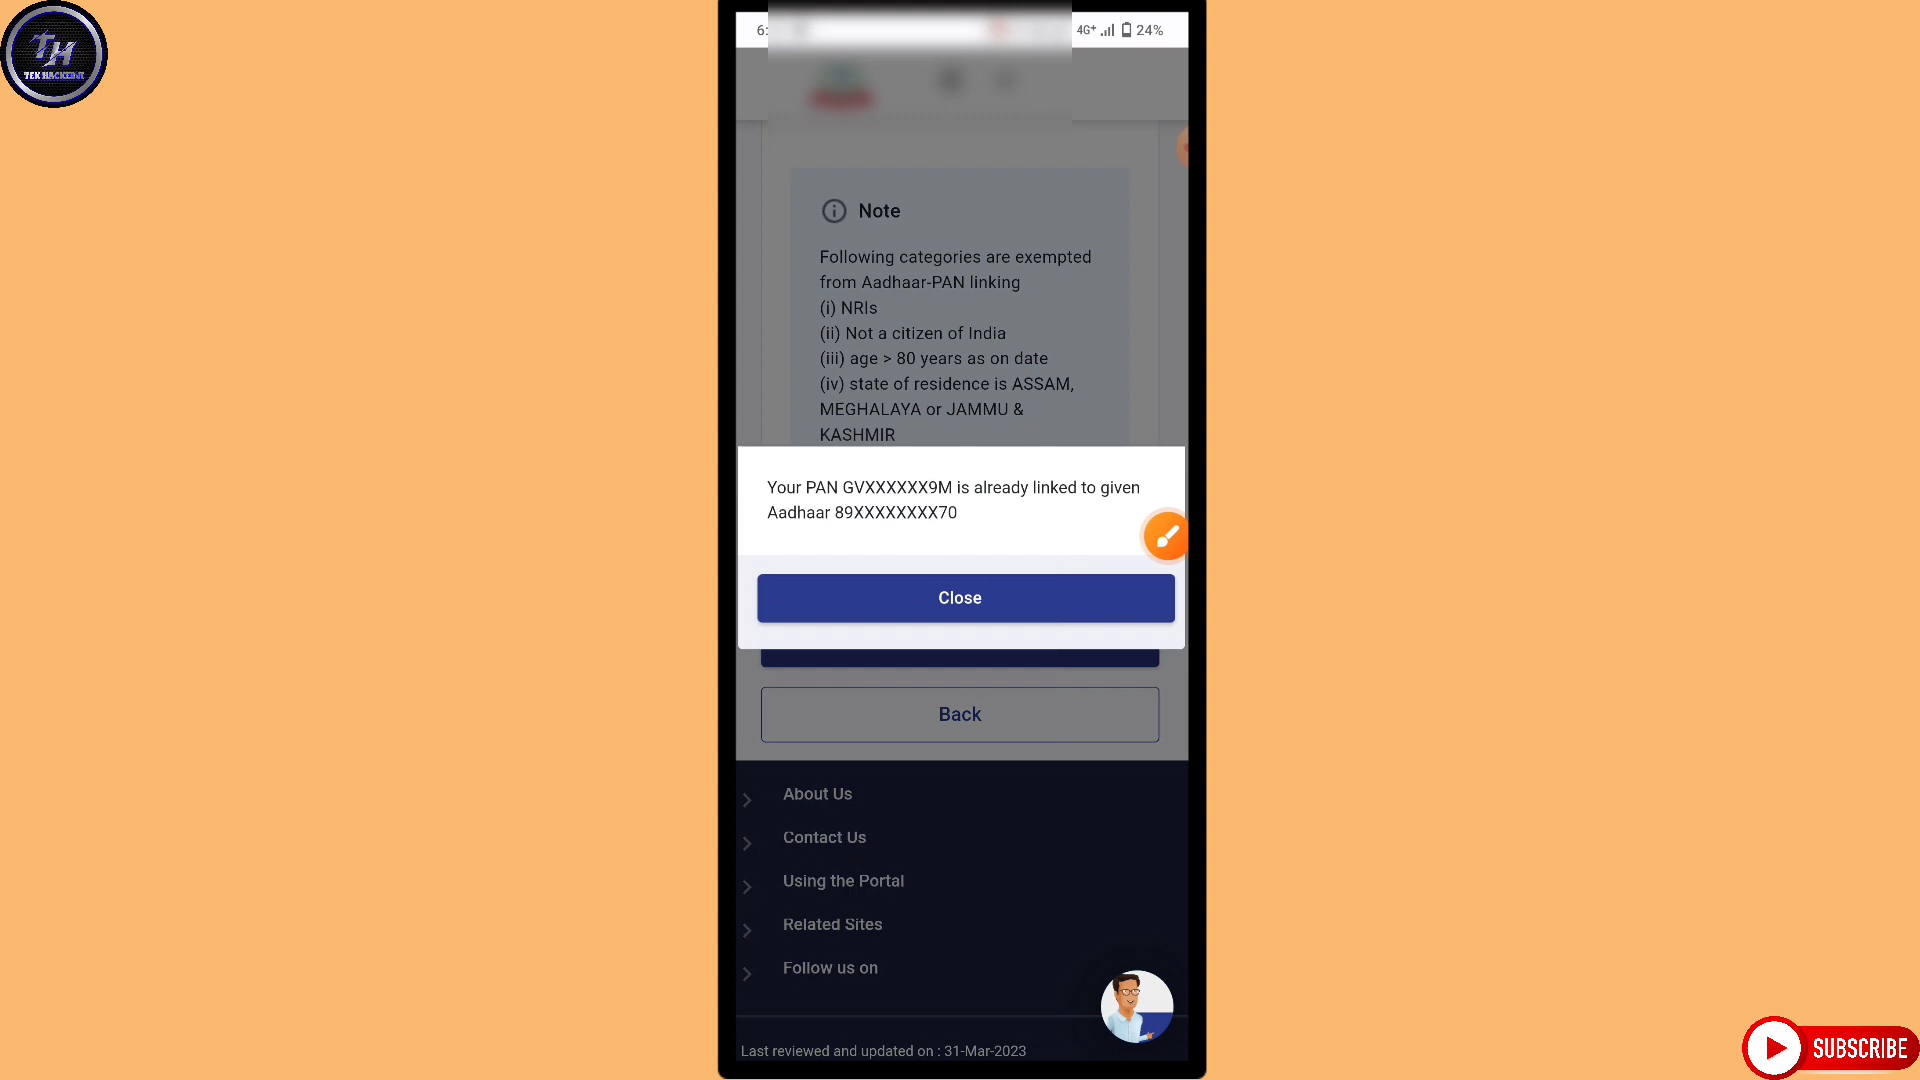 TH
TEK HACKERJI
6:
4G+
24%
Note
Following categories are exempted
from Aadhaar-PAN linking
(i) NRIs
(ii) Not a citizen of India
(iii) age > 80 years as on date
(iv) state of residence is ASSAM,
MEGHALAYA or JAMMU &
KASHMIR
Your PAN GVXXXXXX9M is already linked to given
Aadhaar 89XXXXXXXX70
Close
Back
About Us
Contact Us
Using the Portal
Related Sites
Follow us on
Last reviewed and updated on : 31-Mar-2023
SUBSCRIBE